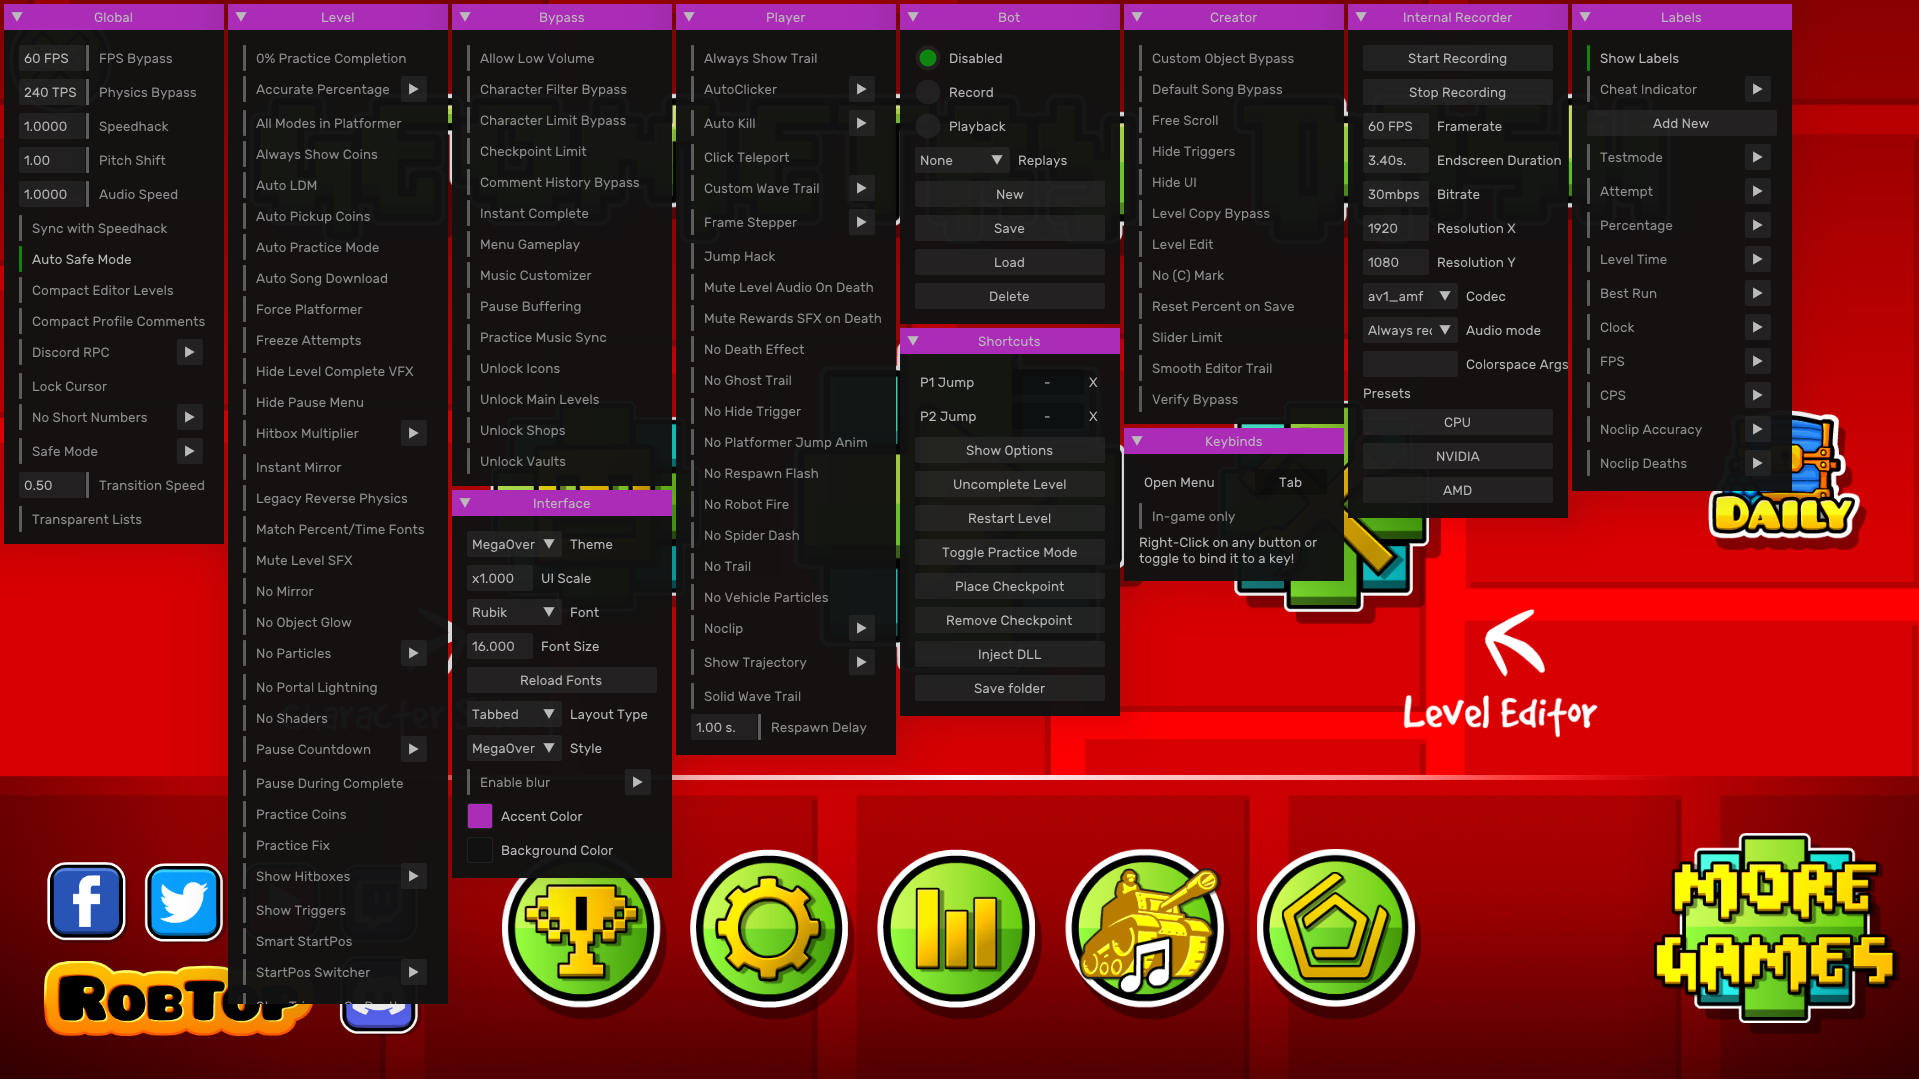 Global
60 FPS FPS Bypass
240 TPS Physics Bypass
1.0000 Speedhack
1.00 Pitch Shift
1.0000 Audio Speed
Sync with Speedhack
Auto Safe Mode
Compact Editor Levels
Compact Profile Comments
Discord RPC
Lock Cursor
No Short Numbers
Safe Mode
0.50 Transition Speed
Transparent Lists
Level
0% Practice Completion
Accurate Percentage
All Modes in Platformer
Always Show Coins
Auto LDM
Auto Pickup Coins
Auto Practice Mode
Auto Song Download
Force Platformer
Freeze Attempts
Hide Level Complete VFX
Hide Pause Menu
Hitbox Multiplier
Instant Mirror
Legacy Reverse Physics
Match Percent/Time Fonts
Mute Level SFX
No Mirror
No Object Glow
No Particles
No Portal Lightning
No Shaders
Pause Countdown
Pause During Complete
Practice Coins
Practice Fix
Show Hitboxes
Show Triggers
Smart StartPos
StartPos Switcher
Bypass
Allow Low Volume
Character Filter Bypass
Character Limit Bypass
Checkpoint Limit
Comment History Bypass
Instant Complete
Menu Gameplay
Music Customizer
Pause Buffering
Practice Music Sync
Unlock Icons
Unlock Main Levels
Unlock Shops
Unlock Vaults
Interface
MegaOver Theme
x1.000 UI Scale
Rubik Font
16.000 Font Size
Reload Fonts
Tabbed Layout Type
MegaOver Style
Enable blur
Accent Color
Background Color
Player
Always Show Trail
AutoClicker
Auto Kill
Click Teleport
Custom Wave Trail
Frame Stepper
Jump Hack
Mute Level Audio On Death
Mute Rewards SFX on Death
No Death Effect
No Ghost Trail
No Hide Trigger
No Platformer Jump Anim
No Respawn Flash
No Robot Fire
No Spider Dash
No Trail
No Vehicle Particles
Noclip
Show Trajectory
Solid Wave Trail
1.00 s. Respawn Delay
Bot
Disabled
Record
Playback
None Replays
New
Save
Load
Delete
Shortcuts
P1 Jump - X
P2 Jump - X
Show Options
Uncomplete Level
Restart Level
Toggle Practice Mode
Place Checkpoint
Remove Checkpoint
Inject DLL
Save folder
Creator
Custom Object Bypass
Default Song Bypass
Free Scroll
Hide Triggers
Hide UI
Level Copy Bypass
Level Edit
No (C) Mark
Reset Percent on Save
Slider Limit
Smooth Editor Trail
Verify Bypass
Keybinds
Open Menu Tab
In-game only
Right-Click on any button or
toggle to bind it to a key!
Internal Recorder
Start Recording
Stop Recording
60 FPS Framerate
3.40s. Endscreen Duration
30mbps Bitrate
1920 Resolution X
1080 Resolution Y
av1_amf Codec
Always rec Audio mode
Colorspace Args
Presets
CPU
NVIDIA
AMD
Labels
Show Labels
Cheat Indicator
Add New
Testmode
Attempt
Percentage
Level Time
Best Run
Clock
FPS
CPS
Noclip Accuracy
Noclip Deaths
DAILY
Level Editor
ROBTOP
MORE
GAMES